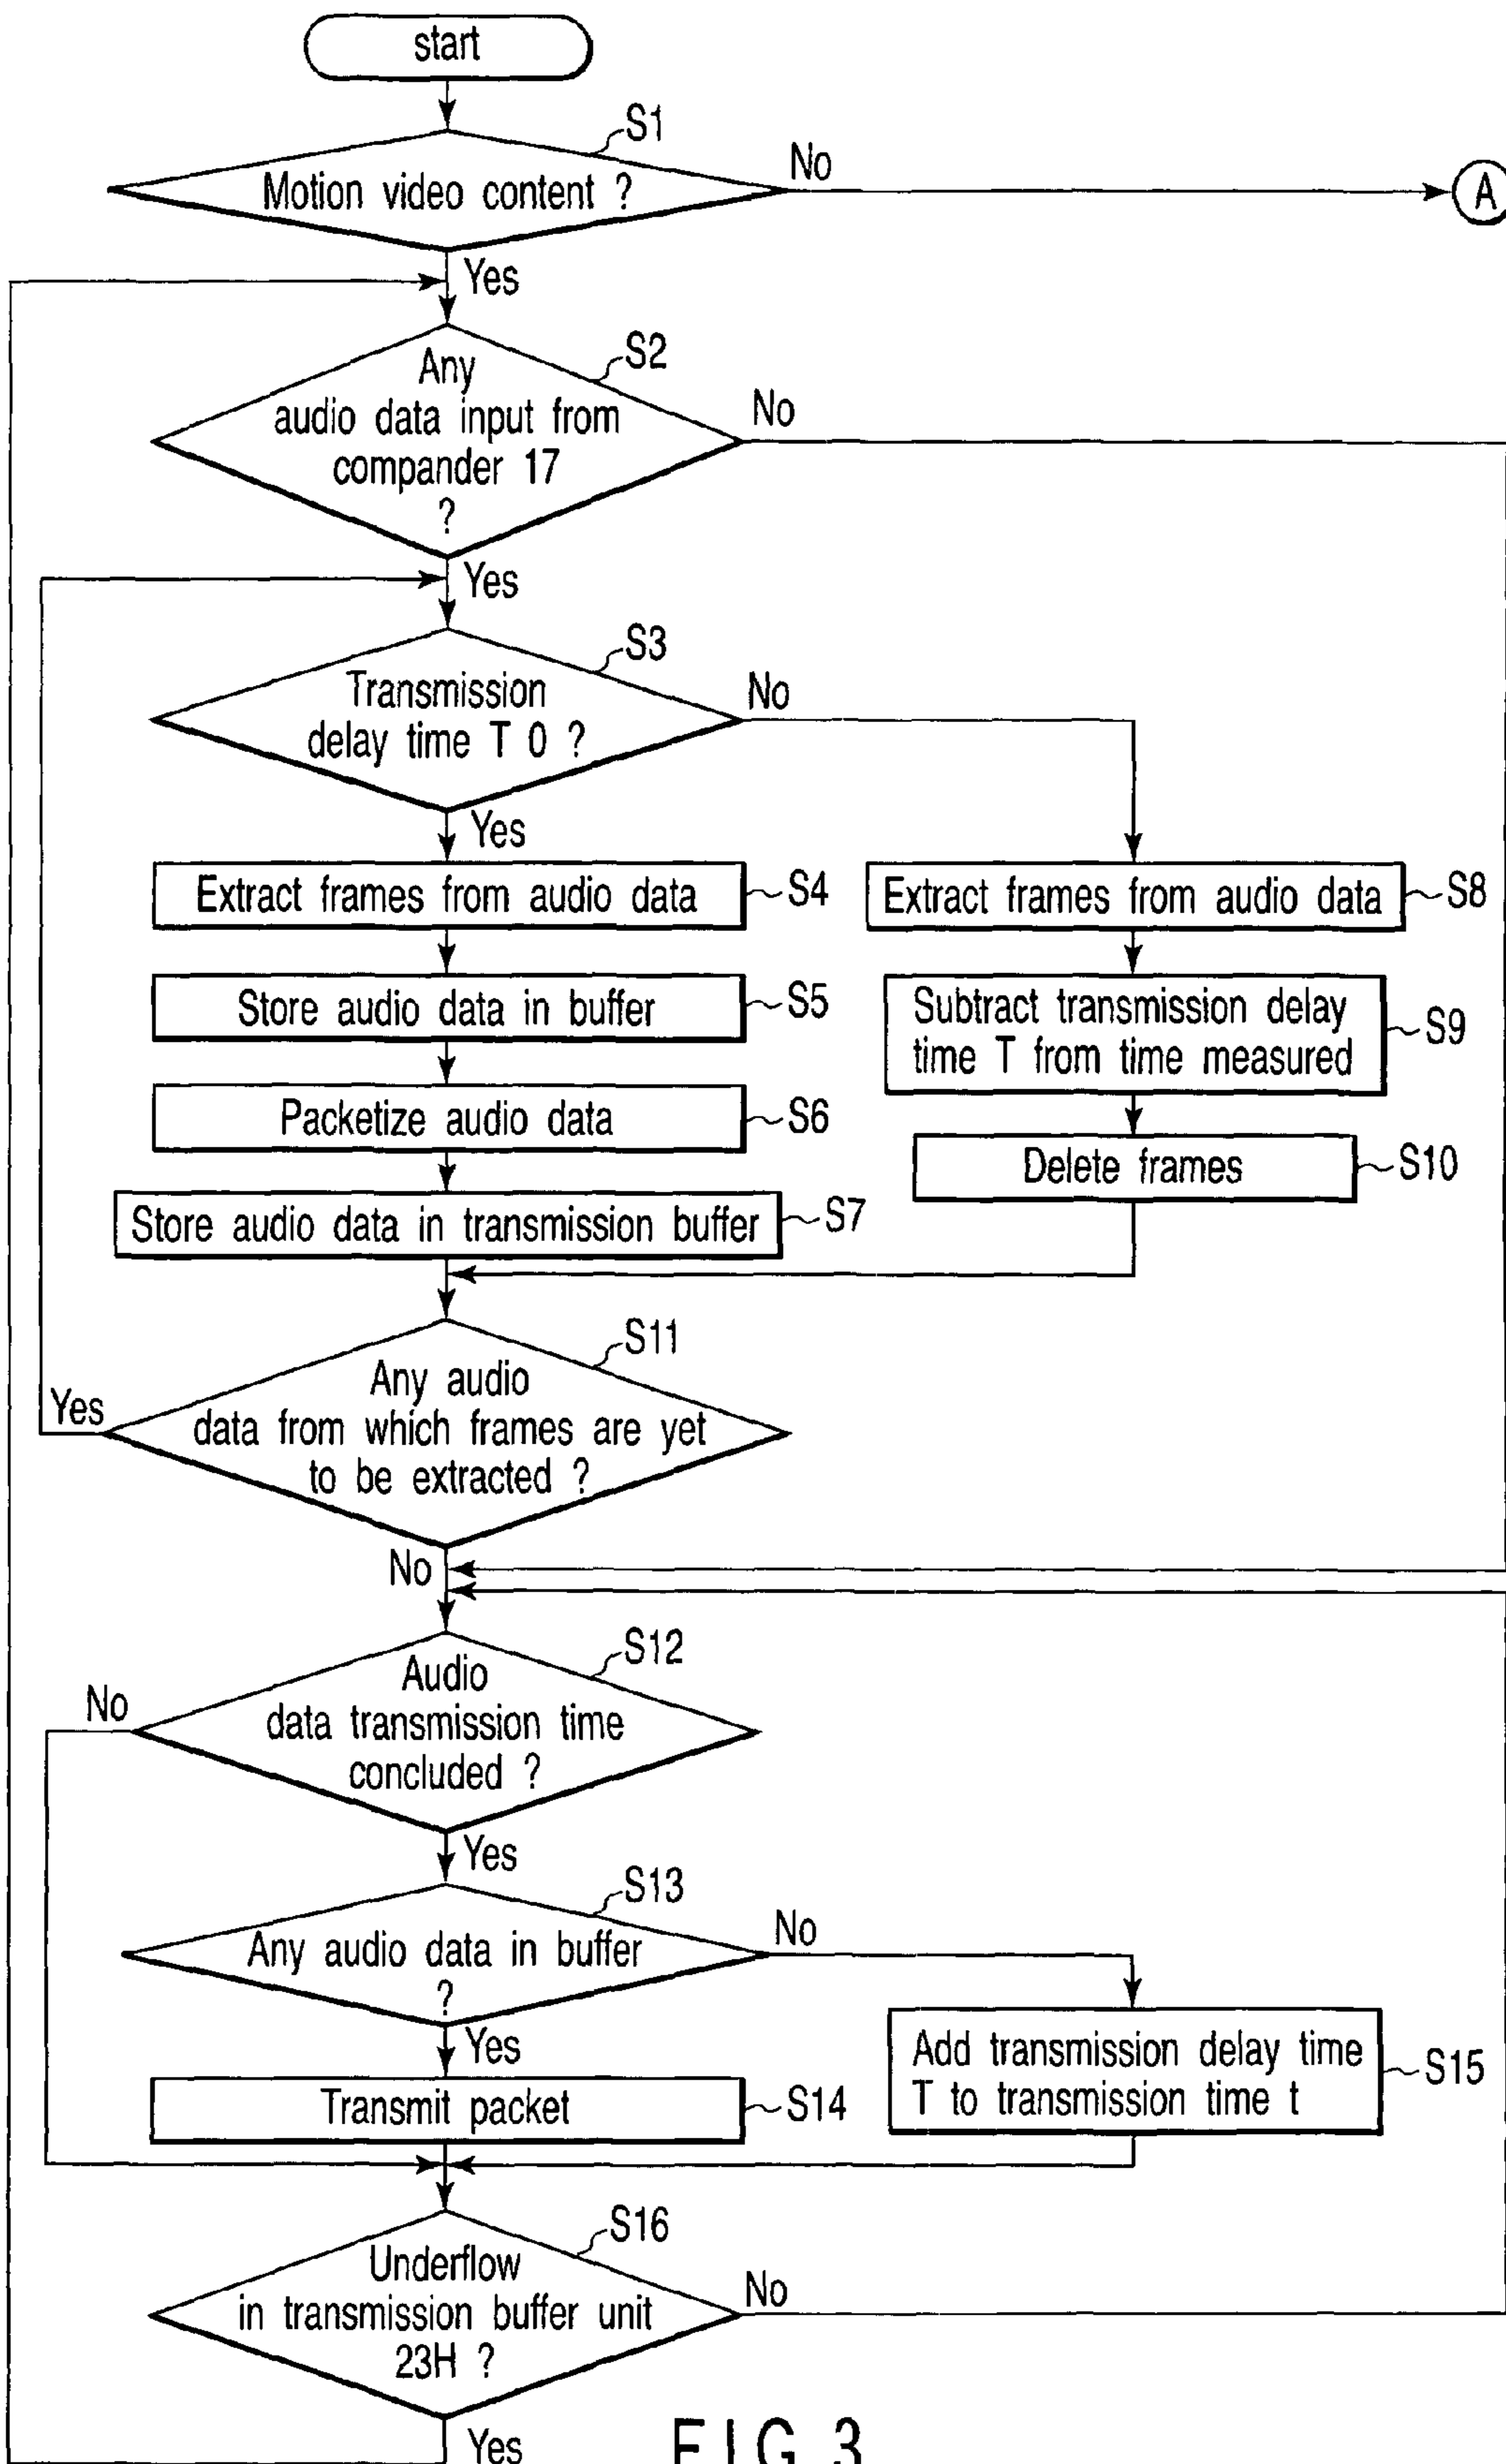 start
S1
Motion video content ?
No
A
Yes
S2
Any
audio data input from
compander 17
?
No
Yes
S3
Transmission
delay time T 0 ?
No
Yes
Extract frames from audio data
S4
Extract frames from audio data
S8
Store audio data in buffer
S5
Subtract transmission delay
time T from time measured
S9
Packetize audio data
S6
Delete frames
S10
Store audio data in transmission buffer
S7
S11
Any audio
data from which frames are yet
to be extracted ?
Yes
No
S12
Audio
data transmission time
concluded ?
No
Yes
S13
Any audio data in buffer
?
No
Yes
Add transmission delay time
T to transmission time t
S15
Transmit packet
S14
S16
Underflow
in transmission buffer unit
23H ?
No
Yes
FIG. 3